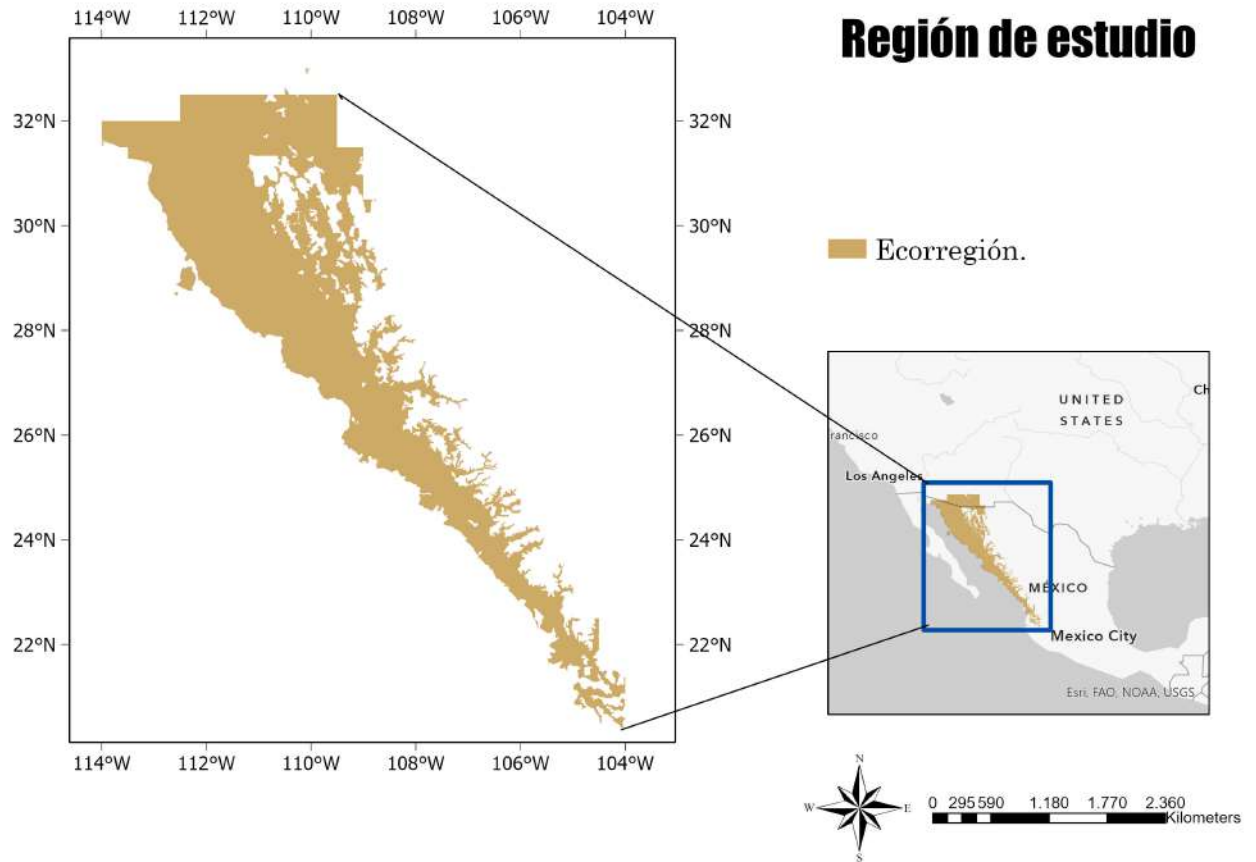 Región de estudio
114°W 112°W 110°W 108°W 106°W 104°W
32°N 32°N
30°N 30°N
28°N 28°N
26°N 26°N
24°N 24°N
22°N 22°N
114°W 112°W 110°W 108°W 106°W 104°W
Ecorregión.
Ch
UNITED
STATES
rancisco
Los Angeles
MÉXICO
Mexico City
Esri, FAO, NOAA, USGS
N
W E
S
0 295 590 1.180 1.770 2.360
Kilometers